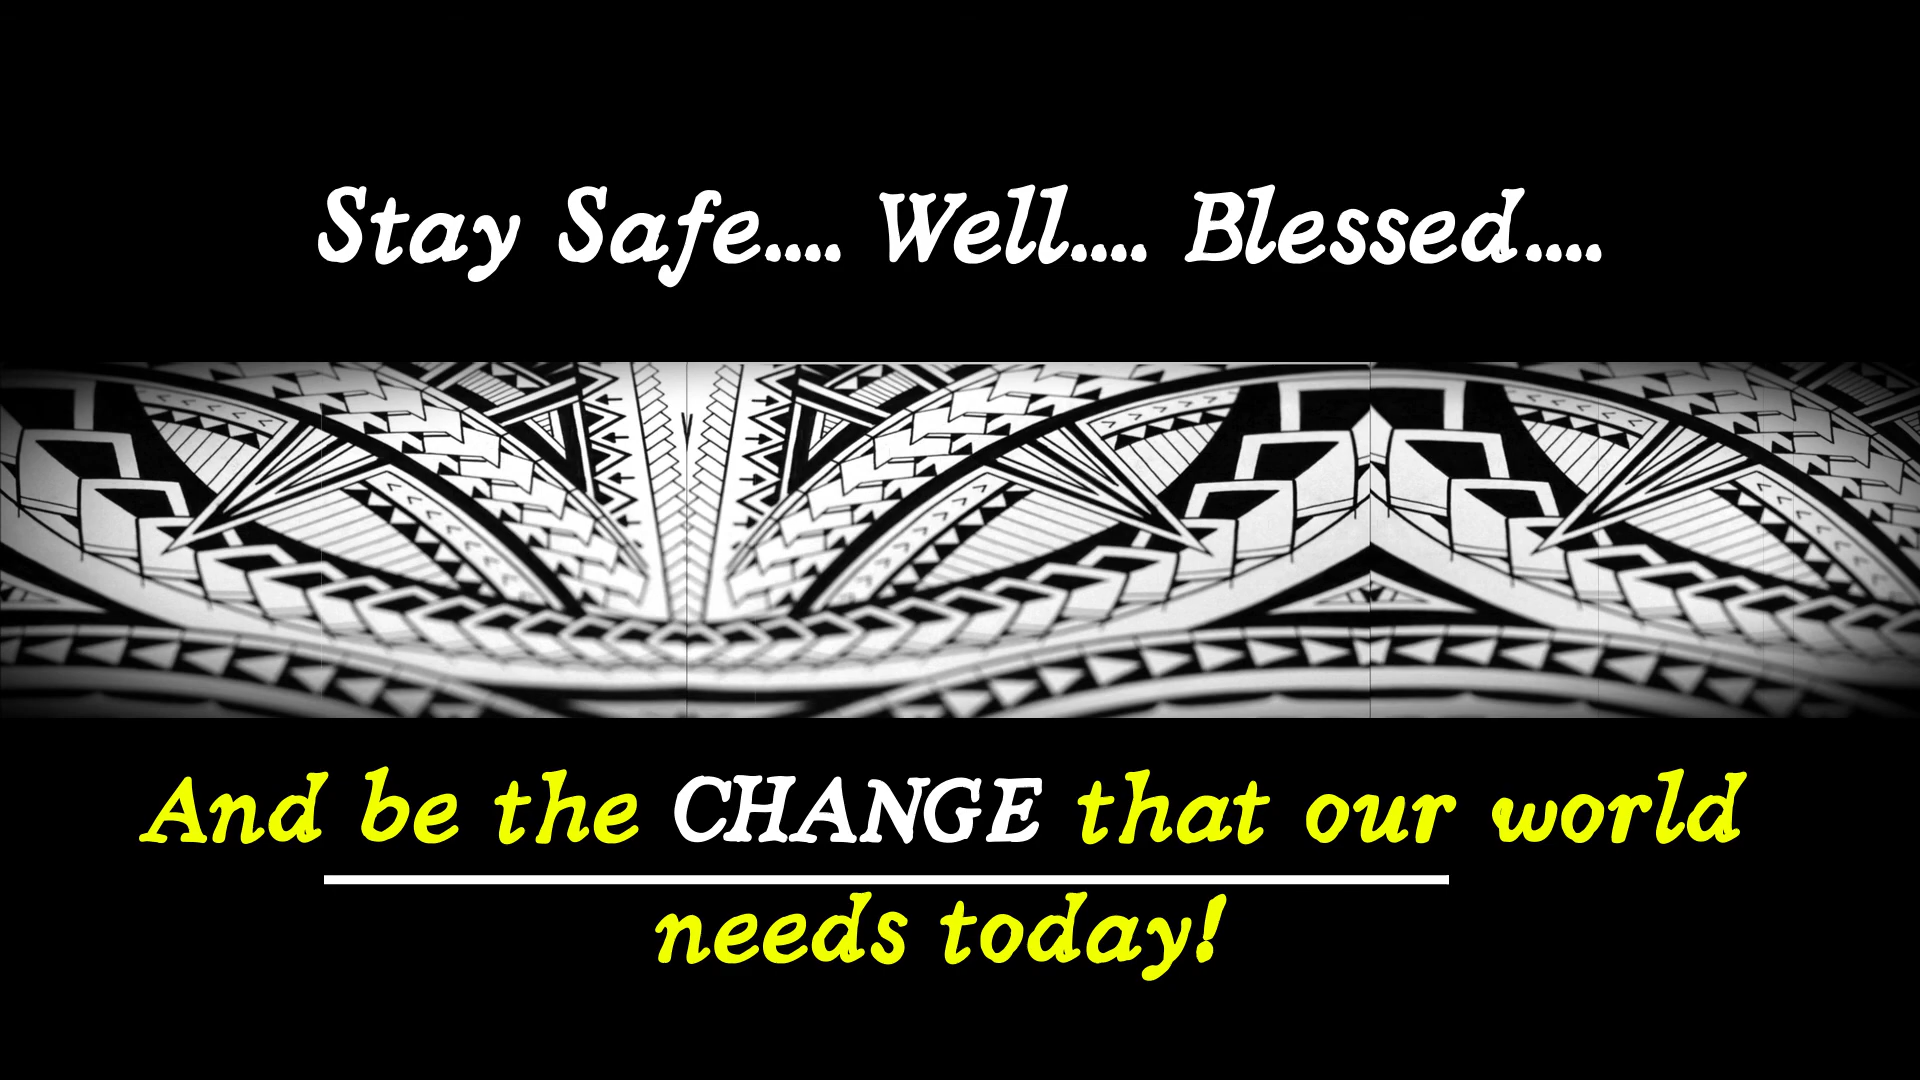 Stay Safe.... Well.... Blessed....
And be the CHANGE that our world
needs today!